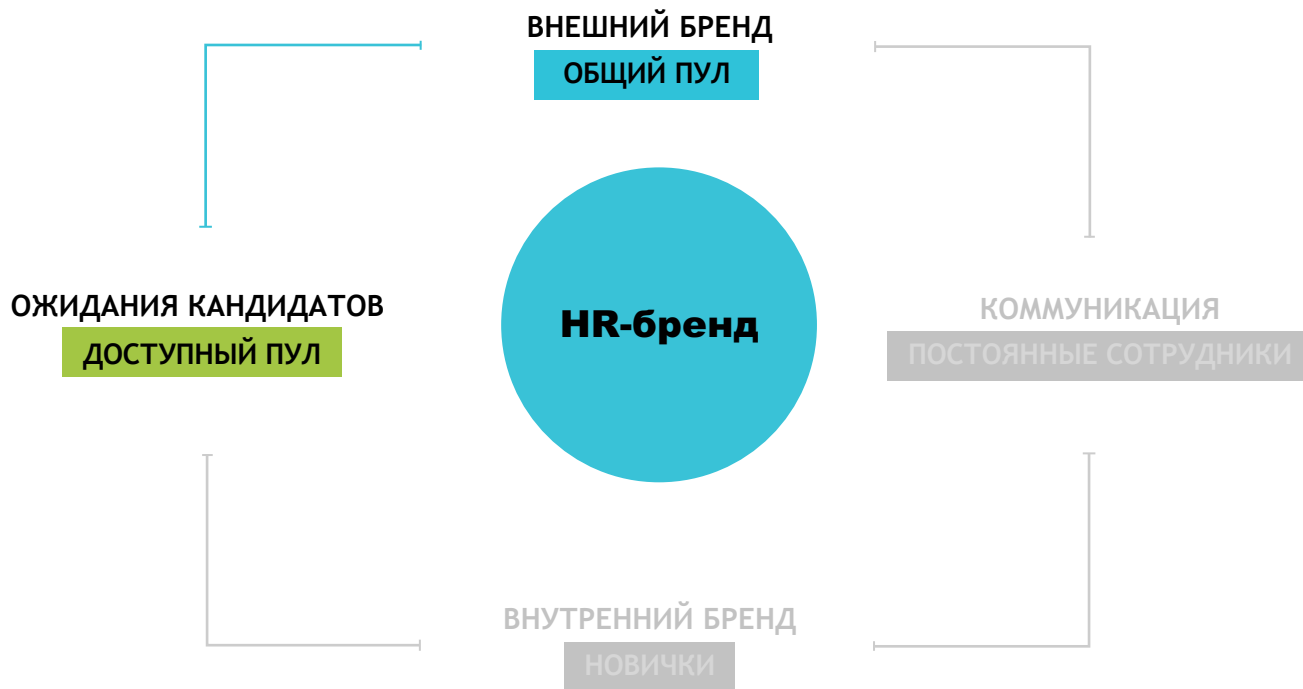 ВНЕШНИЙ БРЕНД
ОБЩИЙ ПУЛ
HR-бренд
ОЖИДАНИЯ КАНДИДАТОВ
ДОСТУПНЫЙ ПУЛ
КОММУНИКАЦИЯ
ПОСТОЯННЫЕ СОТРУДНИКИ
ВНУТРЕННИЙ БРЕНД
НОВИЧКИ